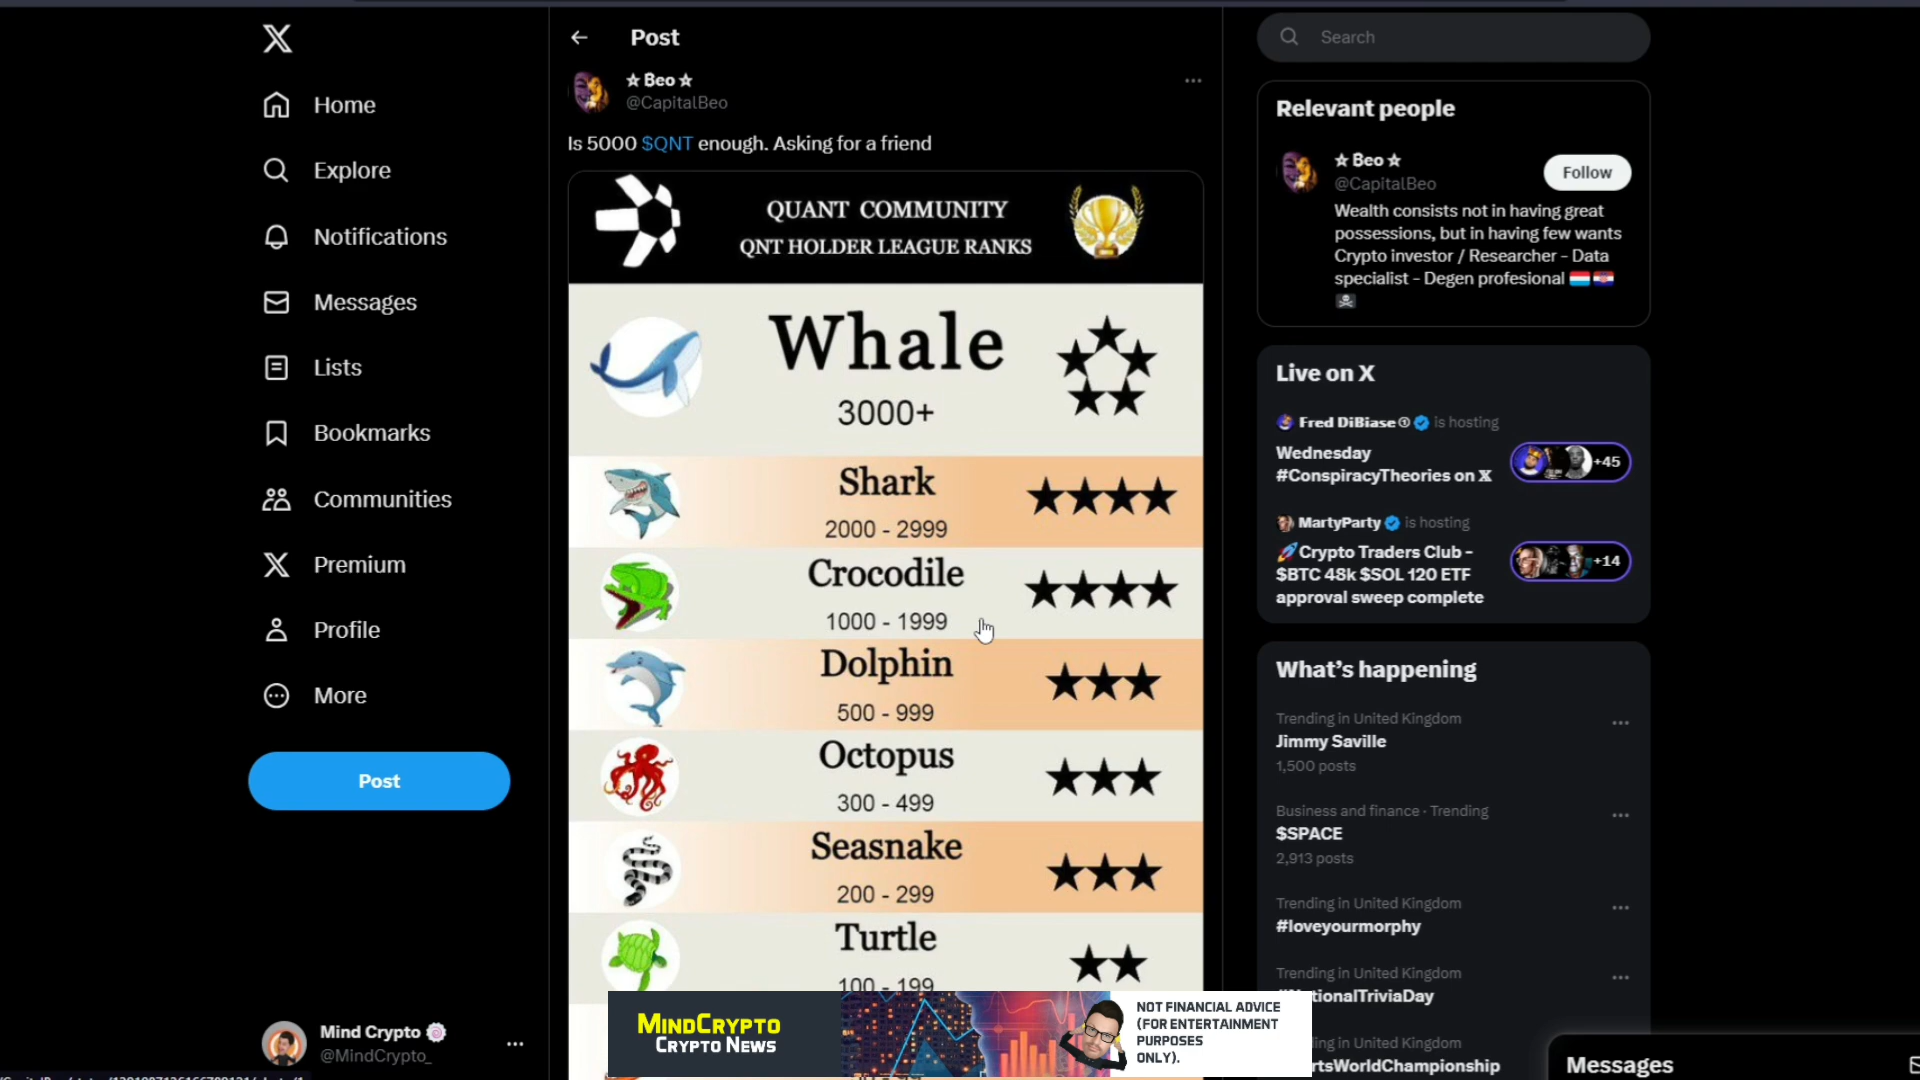 Home
Explore
Notifications
Messages
Lists
Bookmarks
Communities
Premium
Profile
More
Post
Mind Crypto
@MindCrypto_
Post
☆ Beo ☆
@CapitalBeo
Is 5000 $QNT enough. Asking for a friend
QUANT COMMUNITY
QNT HOLDER LEAGUE RANKS
Whale
3000+
Shark
2000 - 2999
Crocodile
1000 - 1999
Dolphin
500 - 999
Octopus
300 - 499
Seasnake
200 - 299
Turtle
100 - 199
MINDCRYPTO
CRYPTO NEWS
NOT FINANCIAL ADVICE
(FOR ENTERTAINMENT
PURPOSES
ONLY).
Search
Relevant people
☆ Beo ☆
@CapitalBeo
Follow
Wealth consists not in having great
possessions, but in having few wants
Crypto investor / Researcher - Data
specialist - Degen profesional
Live on X
Fred DiBiase is hosting
Wednesday
#ConspiracyTheories on X
+45
MartyParty is hosting
Crypto Traders Club -
$BTC 48k $SOL 120 ETF
approval sweep complete
+14
What's happening
Trending in United Kingdom
Jimmy Saville
1,500 posts
Business and finance · Trending
$SPACE
2,913 posts
Trending in United Kingdom
#loveyourmorphy
Trending in United Kingdom
tionalTriviaDay
ing in United Kingdom
rtsWorldChampionship
Messages